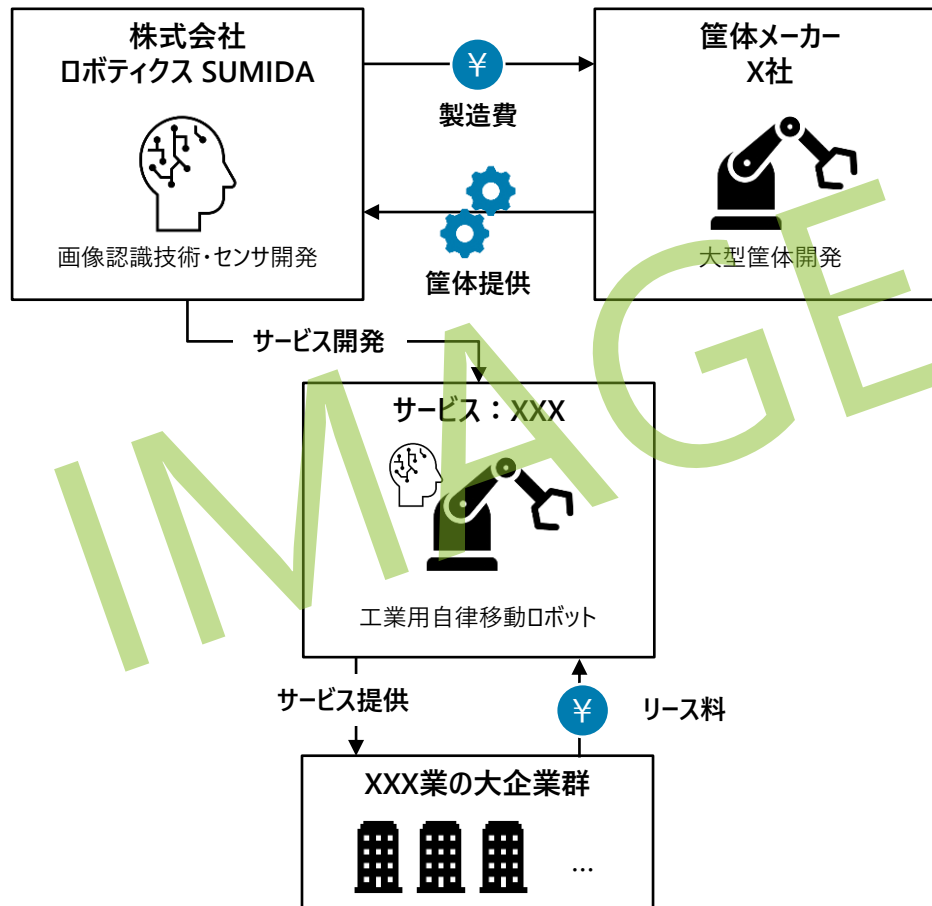 株式会社
ロボティクス SUMIDA
画像認識技術・センサ開発
¥
製造費
筐体提供
筐体メーカー
X社
大型筐体開発
サービス開発
サービス：XXX
工業用自律移動ロボット
サービス提供
¥
リース料
XXX業の大企業群
…
IMAGE